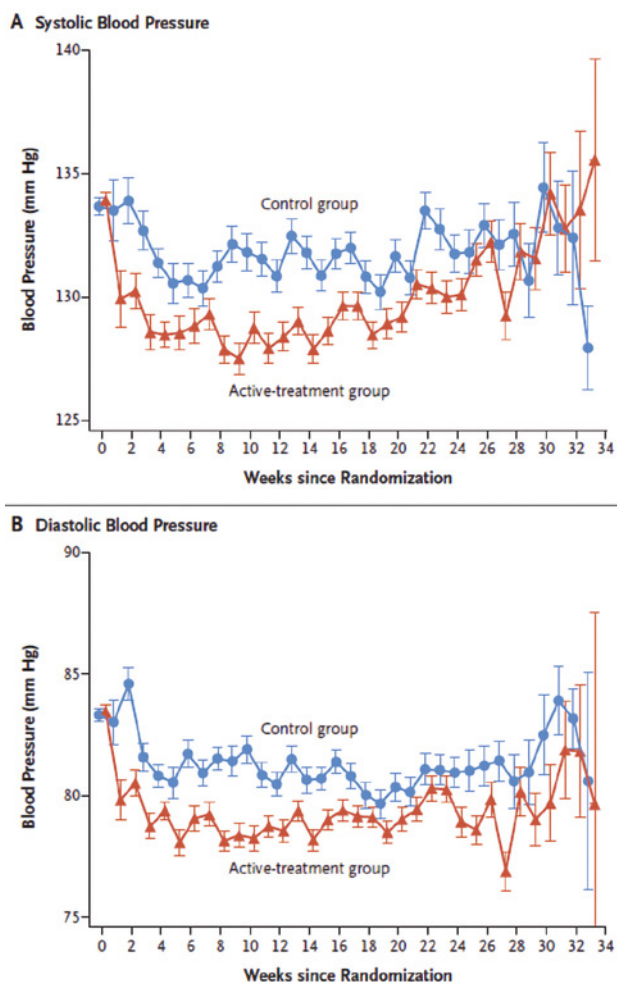 A Systolic Blood Pressure
140
135
130
125
Blood Pressure (mm Hg)
Control group
Active-treatment group
0 2 4 6 8 10 12 14 16 18 20 22 24 26 28 30 32 34
Weeks since Randomization
B Diastolic Blood Pressure
90
85
80
75
Blood Pressure (mm Hg)
Control group
Active-treatment group
0 2 4 6 8 10 12 14 16 18 20 22 24 26 28 30 32 34
Weeks since Randomization